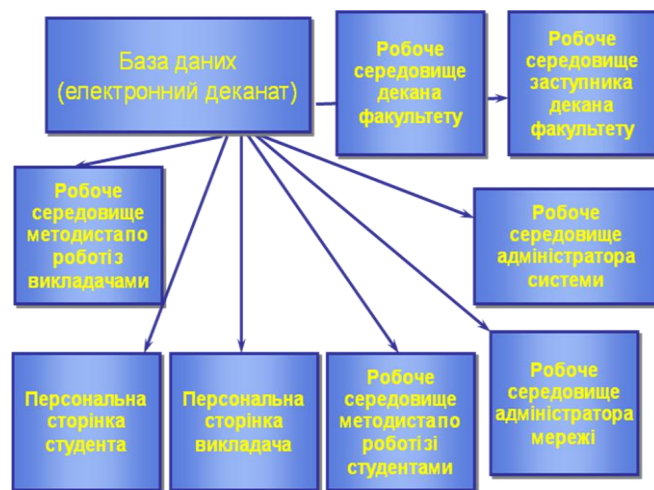 База даних
(електронний деканат)
Робоче
середовище
декана
факультету
Робоче
середовище
заступника
декана
факультету
Робоче
середовище
методиста по
роботі з
викладачами
Робоче
середовище
адміністратора
системи
Персональна
сторінка
студента
Персональна
сторінка
викладача
Робоче
середовище
методиста по
роботі зі
студентами
Робоче
середовище
адміністратора
мережі